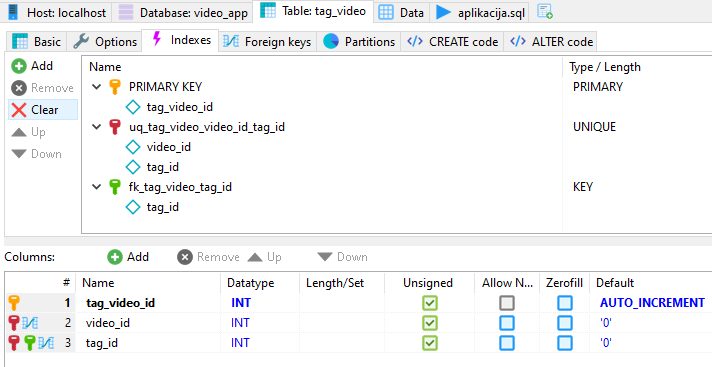 Host: localhost Database: video_app Table: tag_video Data aplikacija.sql
Basic Options Indexes Foreign keys Partitions CREATE code ALTER code
Add Name Type / Length
Remove PRIMARY KEY PRIMARY
Clear tag_video_id
Up uq_tag_video_video_id_tag_id UNIQUE
Down video_id
tag_id
fk_tag_video_tag_id KEY
tag_id
Columns: Add Remove Up Down
# Name Datatype Length/Set Unsigned Allow N... Zerofill Default
1 tag_video_id INT AUTO_INCREMENT
2 video_id INT '0'
3 tag_id INT '0'